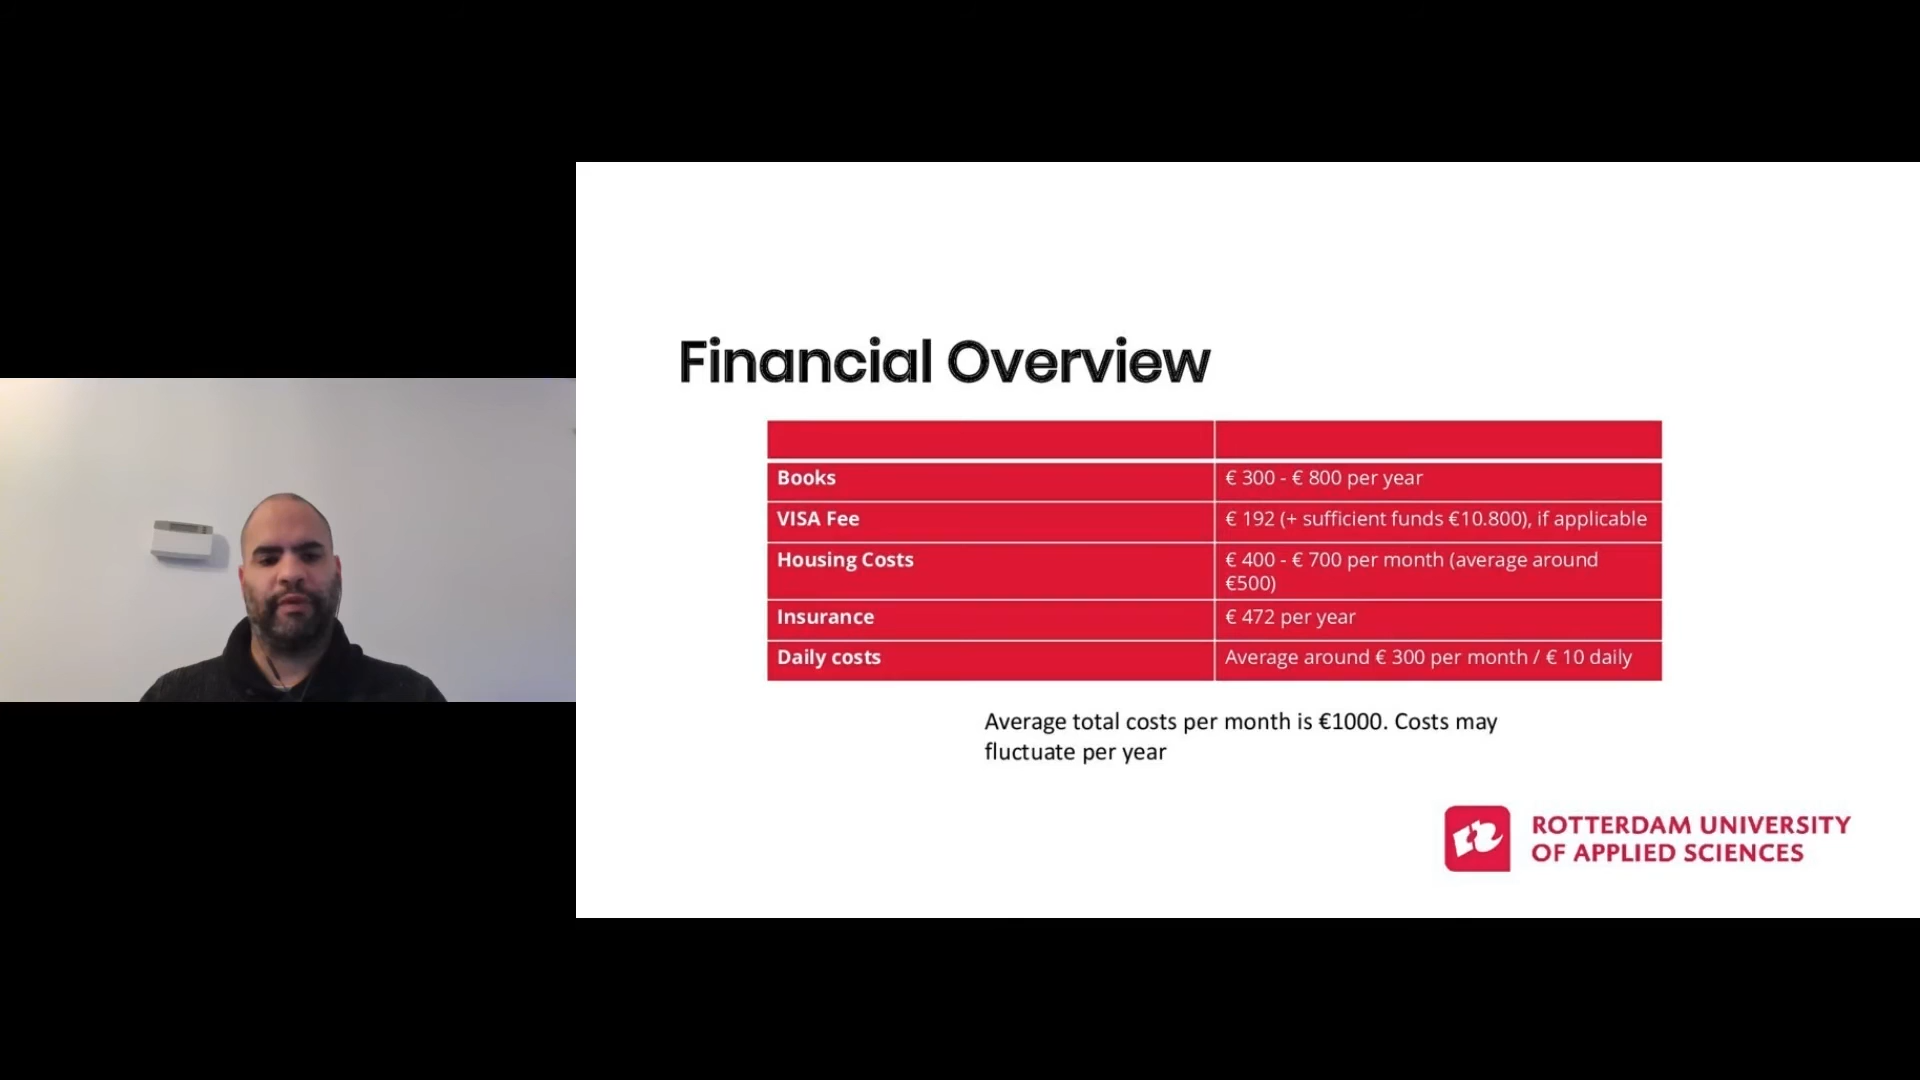 Financial Overview
Books
€ 300 - € 800 per year
VISA Fee
€ 192 (+ sufficient funds €10.800), if applicable
Housing Costs
€ 400 - € 700 per month (average around
€500)
Insurance
€ 472 per year
Daily costs
Average around € 300 per month / € 10 daily
Average total costs per month is €1000. Costs may
fluctuate per year
ROTTERDAM UNIVERSITY
OF APPLIED SCIENCES